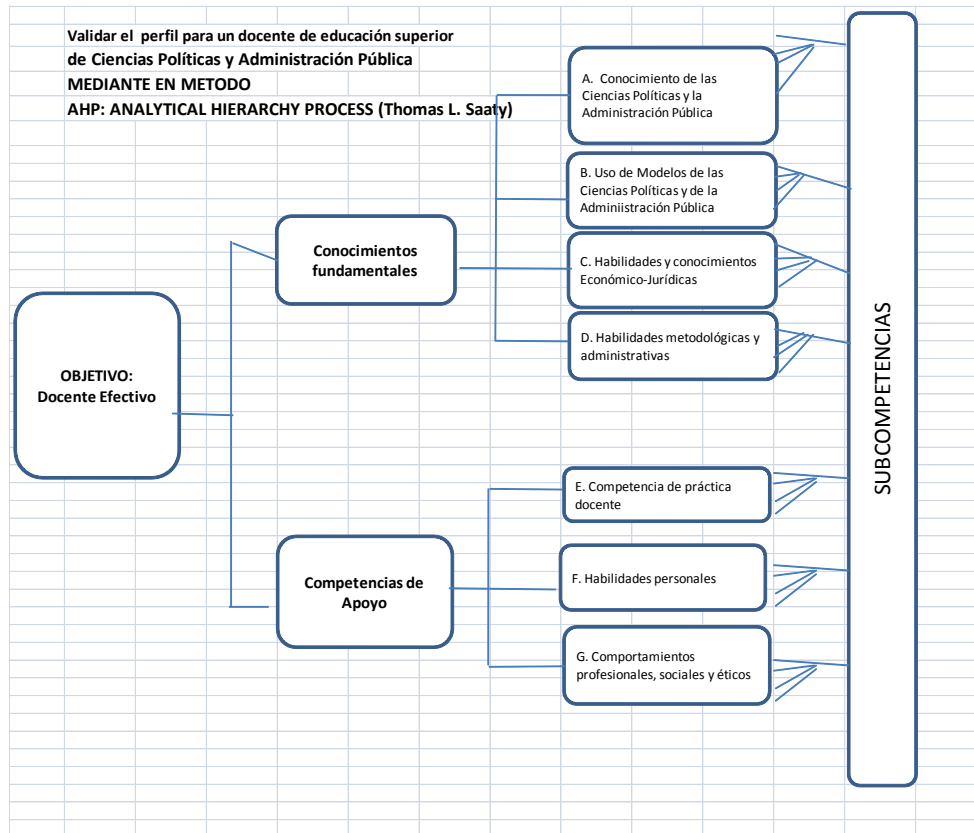 Validar el perfil para un docente de educación superior
de Ciencias Políticas y Administración Pública
MEDIANTE EN METODO
AHP: ANALYTICAL HIERARCHY PROCESS (Thomas L. Saaty)
OBJETIVO:
Docente Efectivo
Conocimientos
fundamentales
A. Conocimiento de las
Ciencias Políticas y la
Administración Pública
B. Uso de Modelos de las
Ciencias Políticas y de la
Adminiistración Pública
C. Habilidades y conocimientos
Económico-Jurídicas
D. Habilidades metodológicas y
administrativas
Competencias de
Apoyo
E. Competencia de práctica
docente
F. Habilidades personales
G. Comportamientos
profesionales, sociales y éticos
SUBCOMPETENCIAS